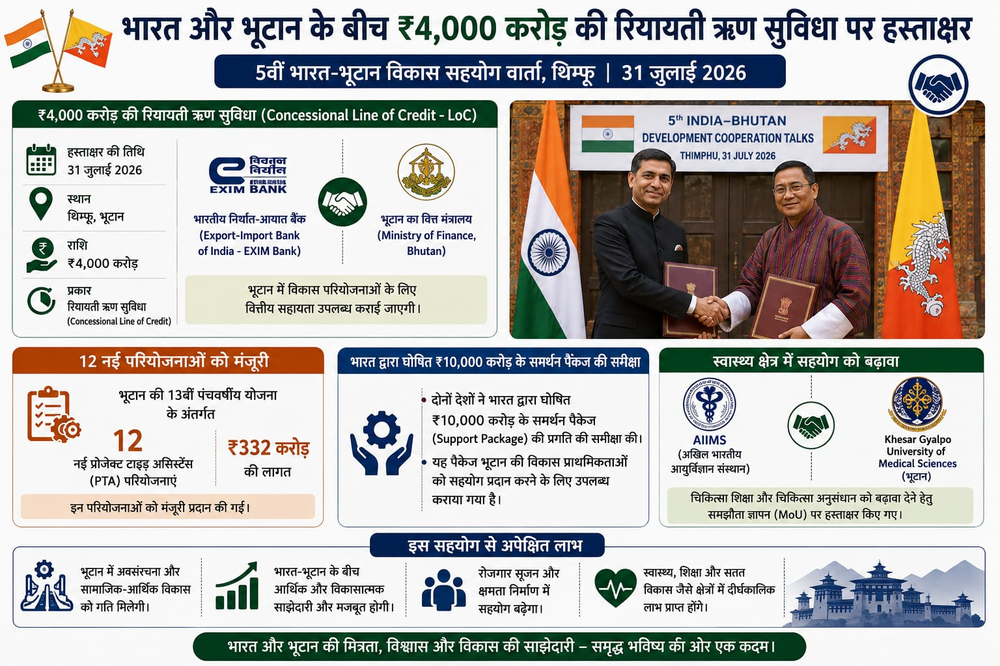 भारत और भूटान के बीच ₹4,000 करोड़ की रियायती ऋण सुविधा पर हस्ताक्षर
5वीं भारत-भूटान विकास सहयोग वार्ता, थिम्फू | 31 जुलाई 2026
₹4,000 करोड़ की रियायती ऋण सुविधा (Concessional Line of Credit - LoC)
हस्ताक्षर की तिथि
31 जुलाई 2026
स्थान
थिम्फू, भूटान
राशि
₹4,000 करोड़
प्रकार
रियायती ऋण सुविधा
(Concessional Line of Credit)
EXIM BANK
भारतीय निर्यात-आयात बैंक
(Export-Import Bank
of India - EXIM Bank)
भूटान का वित्त मंत्रालय
(Ministry of Finance,
Bhutan)
भूटान में विकास परियोजनाओं के लिए
वित्तीय सहायता उपलब्ध कराई जाएगी।
5th INDIA–BHUTAN
DEVELOPMENT COOPERATION TALKS
THIMPHU, 31 JULY 2026
12 नई परियोजनाओं को मंजूरी
भूटान की 13बीं पंचवर्षीय योजना
के अंतर्गत
12
नई प्रोजेक्ट टाइड असिस्टेंस
(PTA) परियोजनाएं
₹332 करोड़
की लागत
इन परियोजनाओं को मंजूरी प्रदान की गई।
भारत द्वारा घोषित ₹10,000 करोड़ के समर्थन पैंकज की समीक्षा
• दोनों देशों ने भारत द्वारा घोषित
₹10,000 करोड़ के समर्थन पैकेज
(Support Package) की प्रगति की समीक्षा की।
• यह पैकेज भूटान की विकास प्राथमिकताओं
को सहयोग प्रदान करने के लिए उपलब्ध
कराया गया है।
स्वास्थ्य क्षेत्र में सहयोग को बढ़ावा
AIIMS
(अखिल भारतीय
आयुर्विज्ञान संस्थान)
Khesar Gyalpo
University of
Medical Sciences
(भूटान)
चिकित्सा शिक्षा और चिकित्सा अनुसंधान को बढ़ावा देने हेतु
समझौता ज्ञापन (MoU) पर हस्ताक्षर किए गए।
इस सहयोग से अपेक्षित लाभ
भूटान में अवसंरचना और
सामाजिक-आर्थिक विकास
को गति मिलेगी।
भारत-भूटान के बीच
आर्थिक और विकासात्मक
साझेदारी और मजबूत होगी।
रोजगार सृजन और
क्षमता निर्माण में
सहयोग बढ़ेगा।
स्वास्थ्य, शिक्षा और सतत
विकास जैसे क्षेत्रों में दीर्घकालिक
लाभ प्राप्त होंगे।
भारत और भूटान की मित्रता, विश्वास और विकास की साझेदारी – समृद्ध भविष्य की ओर एक कदम।